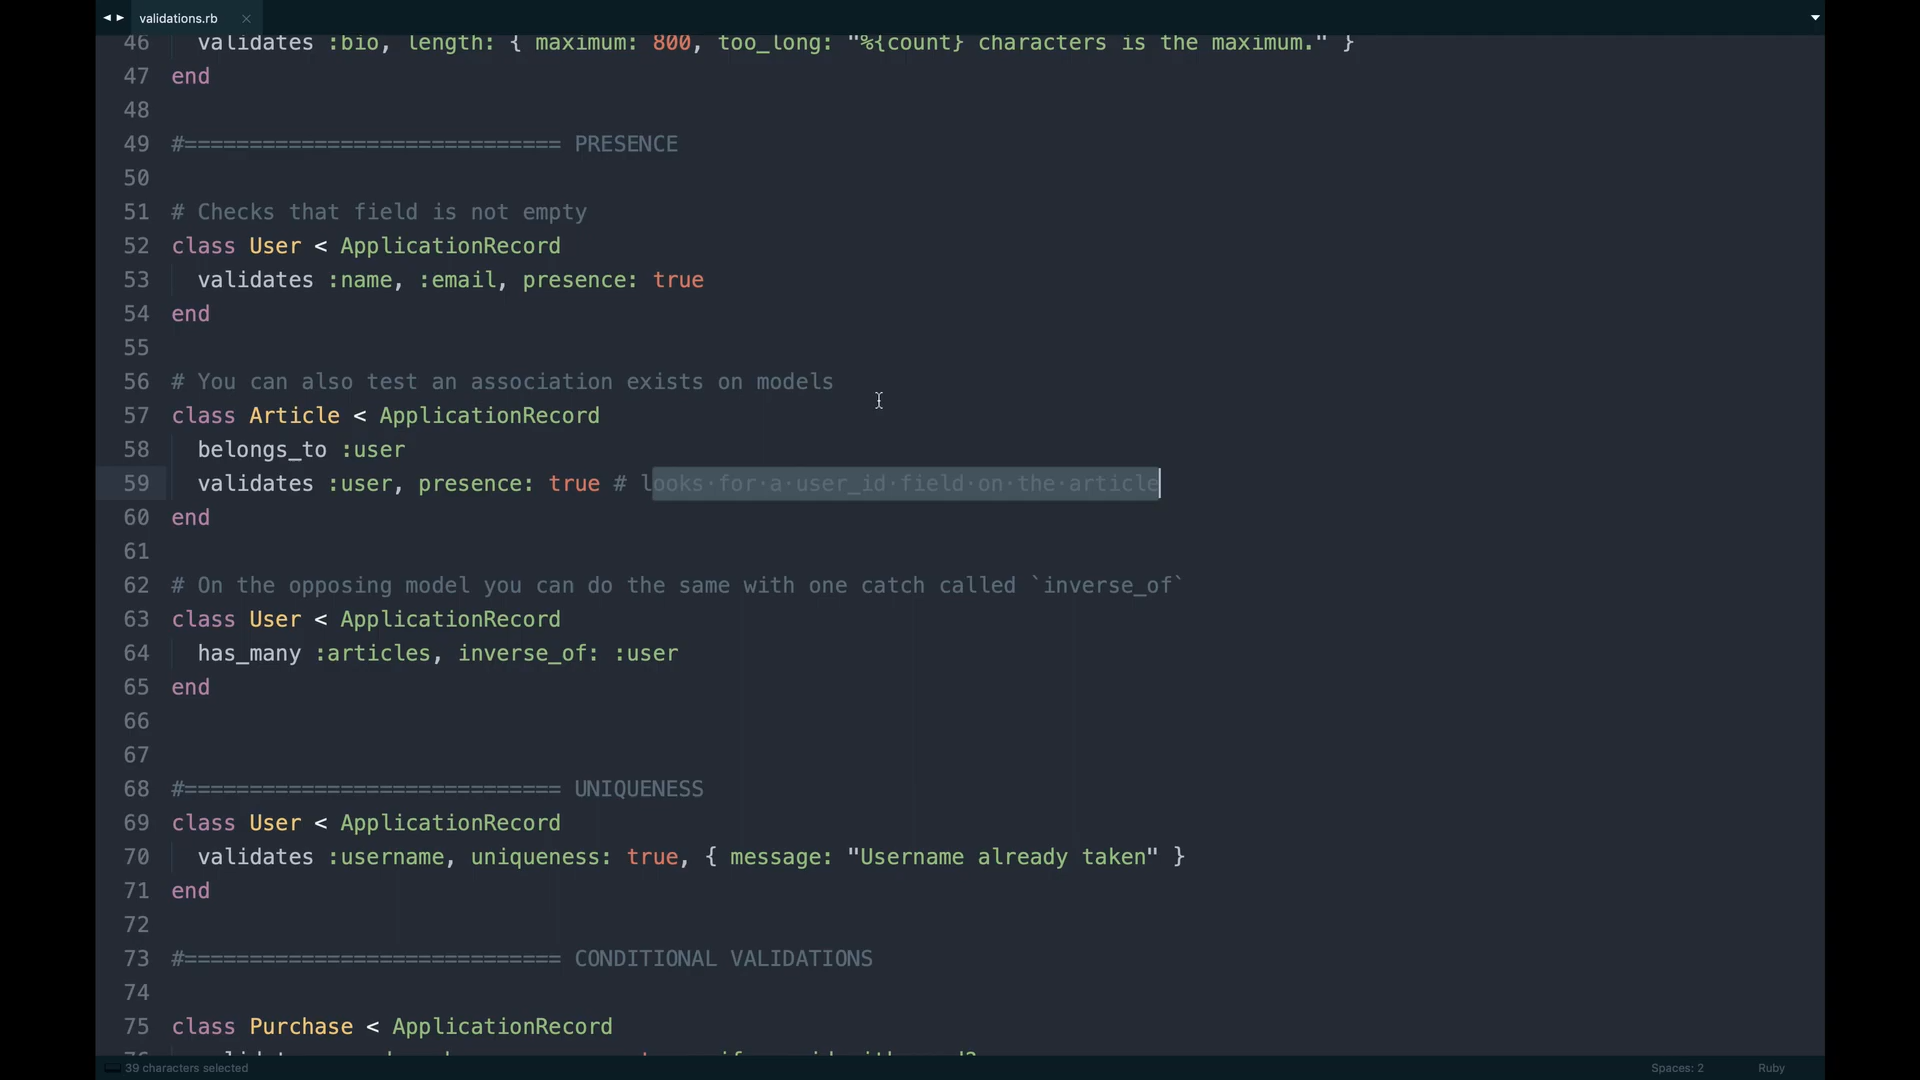 validations.rb
46 validates :bio, length: { maximum: 800, too_long: "%{count} characters is the maximum." }
47 end
48
49 #============================= PRESENCE
50
51 # Checks that field is not empty
52 class User < ApplicationRecord
53 validates :name, :email, presence: true
54 end
55
56 # You can also test an association exists on models
57 class Article < ApplicationRecord
58 belongs_to :user
59 validates :user, presence: true # looks·for·a·user_id·field·on·the·article
60 end
61
62 # On the opposing model you can do the same with one catch called `inverse_of`
63 class User < ApplicationRecord
64 has_many :articles, inverse_of: :user
65 end
66
67
68 #============================= UNIQUENESS
69 class User < ApplicationRecord
70 validates :username, uniqueness: true, { message: "Username already taken" }
71 end
72
73 #============================= CONDITIONAL VALIDATIONS
74
75 class Purchase < ApplicationRecord
39 characters selected
Spaces: 2
Ruby